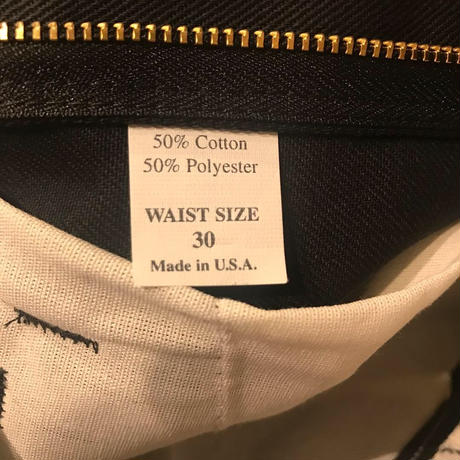 50% Cotton
50% Polyester
WAIST SIZE
30
Made in U.S.A.